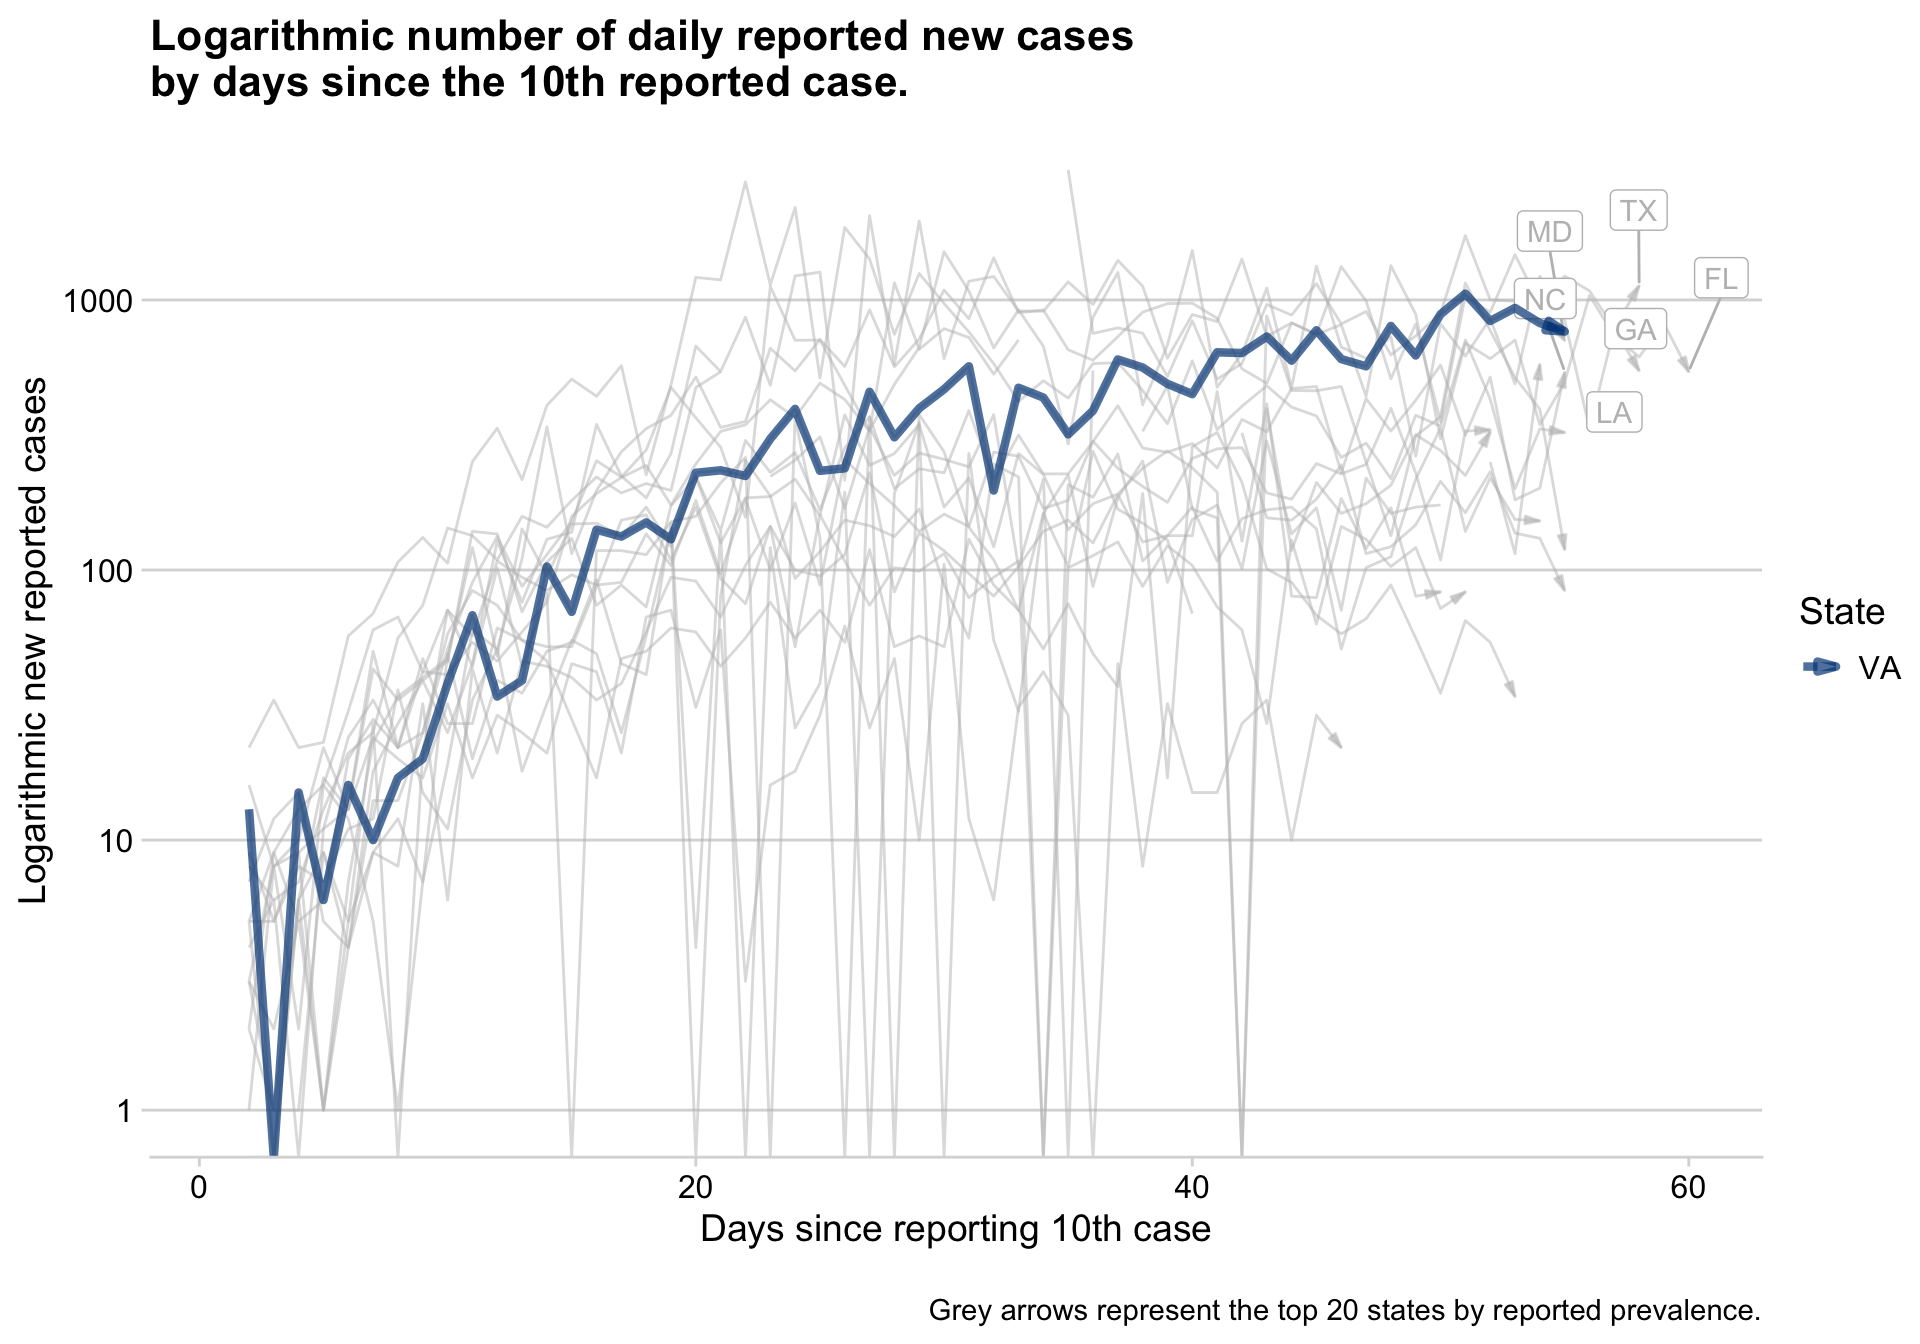 Logarithmic number of daily reported new cases
by days since the 10th reported case.
Logarithmic new reported cases
1000
100
10
1
TX
MD
FL
NC
GA
LA
State
VA
0
20
40
60
Days since reporting 10th case
Grey arrows represent the top 20 states by reported prevalence.